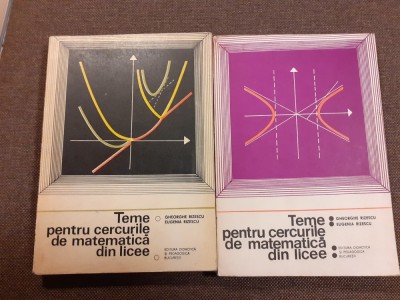 Teme
pentru cercurile
de matematică
din licee
GHEORGHE RIZESCU
EUGENIA RIZESCU
EDITURA DIDACTICĂ
ȘI PEDAGOGICĂ
BUCUREȘTI
Teme
pentru cercurile
de matematică
din licee
GHEORGHE RIZESCU
EUGENIA RIZESCU
EDITURA DIDACTICĂ
ȘI PEDAGOGICĂ
BUCUREȘTI